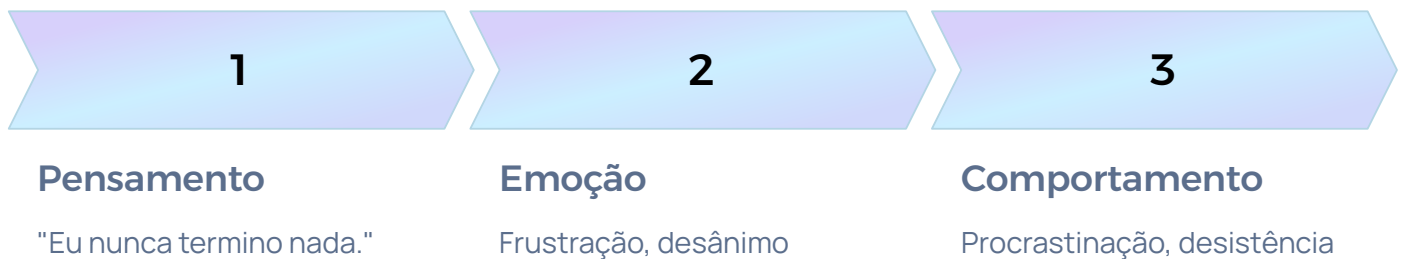 1
2
3
Pensamento
Emoção
Comportamento
"Eu nunca termino nada."
Frustração, desânimo
Procrastinação, desistência